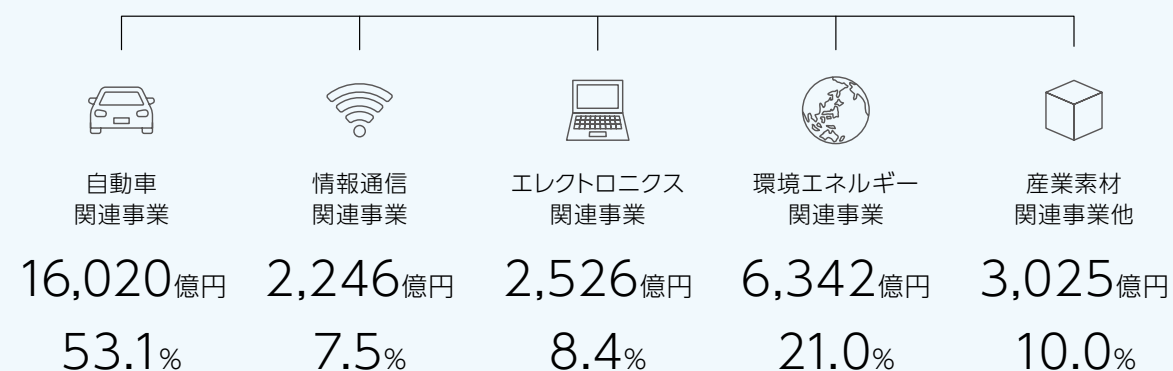 自動車
関連事業
16,020億円
53.1%
情報通信
関連事業
2,246億円
7.5%
エレクトロニクス
関連事業
2,526億円
8.4%
環境エネルギー
関連事業
6,342億円
21.0%
産業素材
関連事業他
3,025億円
10.0%